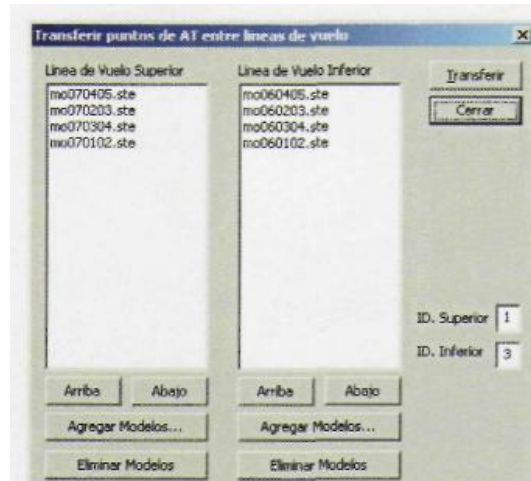 Transferir puntos de AT entre lineas de vuelo
Linea de Vuelo Superior
mo070405.ste
mo070203.ste
mo070304.ste
mo070102.ste
Arriba
Abajo
Agregar Modelos...
Eliminar Modelos
Linea de Vuelo Inferior
mo060405.ste
mo060203.ste
mo060304.ste
mo060102.ste
Arriba
Abajo
Agregar Modelos...
Eliminar Modelos
Transferir
Cerrar
ID. Superior 1
ID. Inferior 3